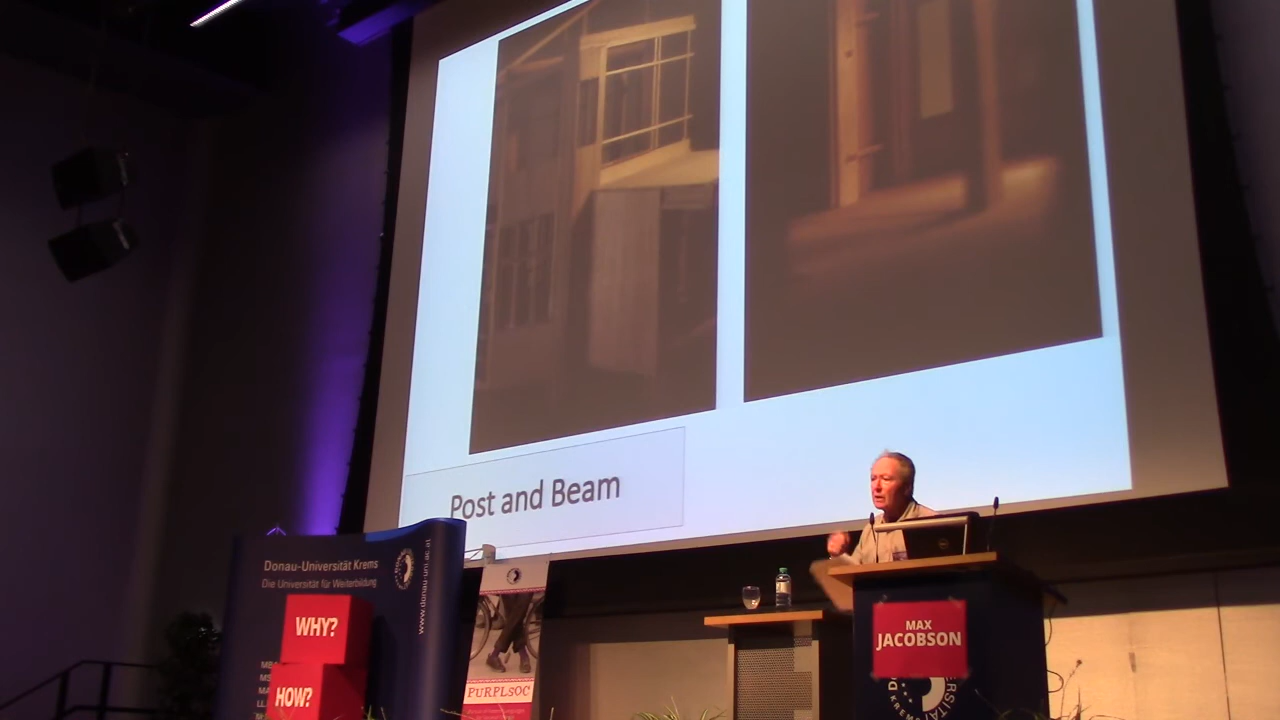 Post and Beam
Donau-Universität Krems
Die Universität für Weiterbildung
www.donau-uni.ac.at
WHY?
HOW?
PURPLSOC
MAX
JACOBSON